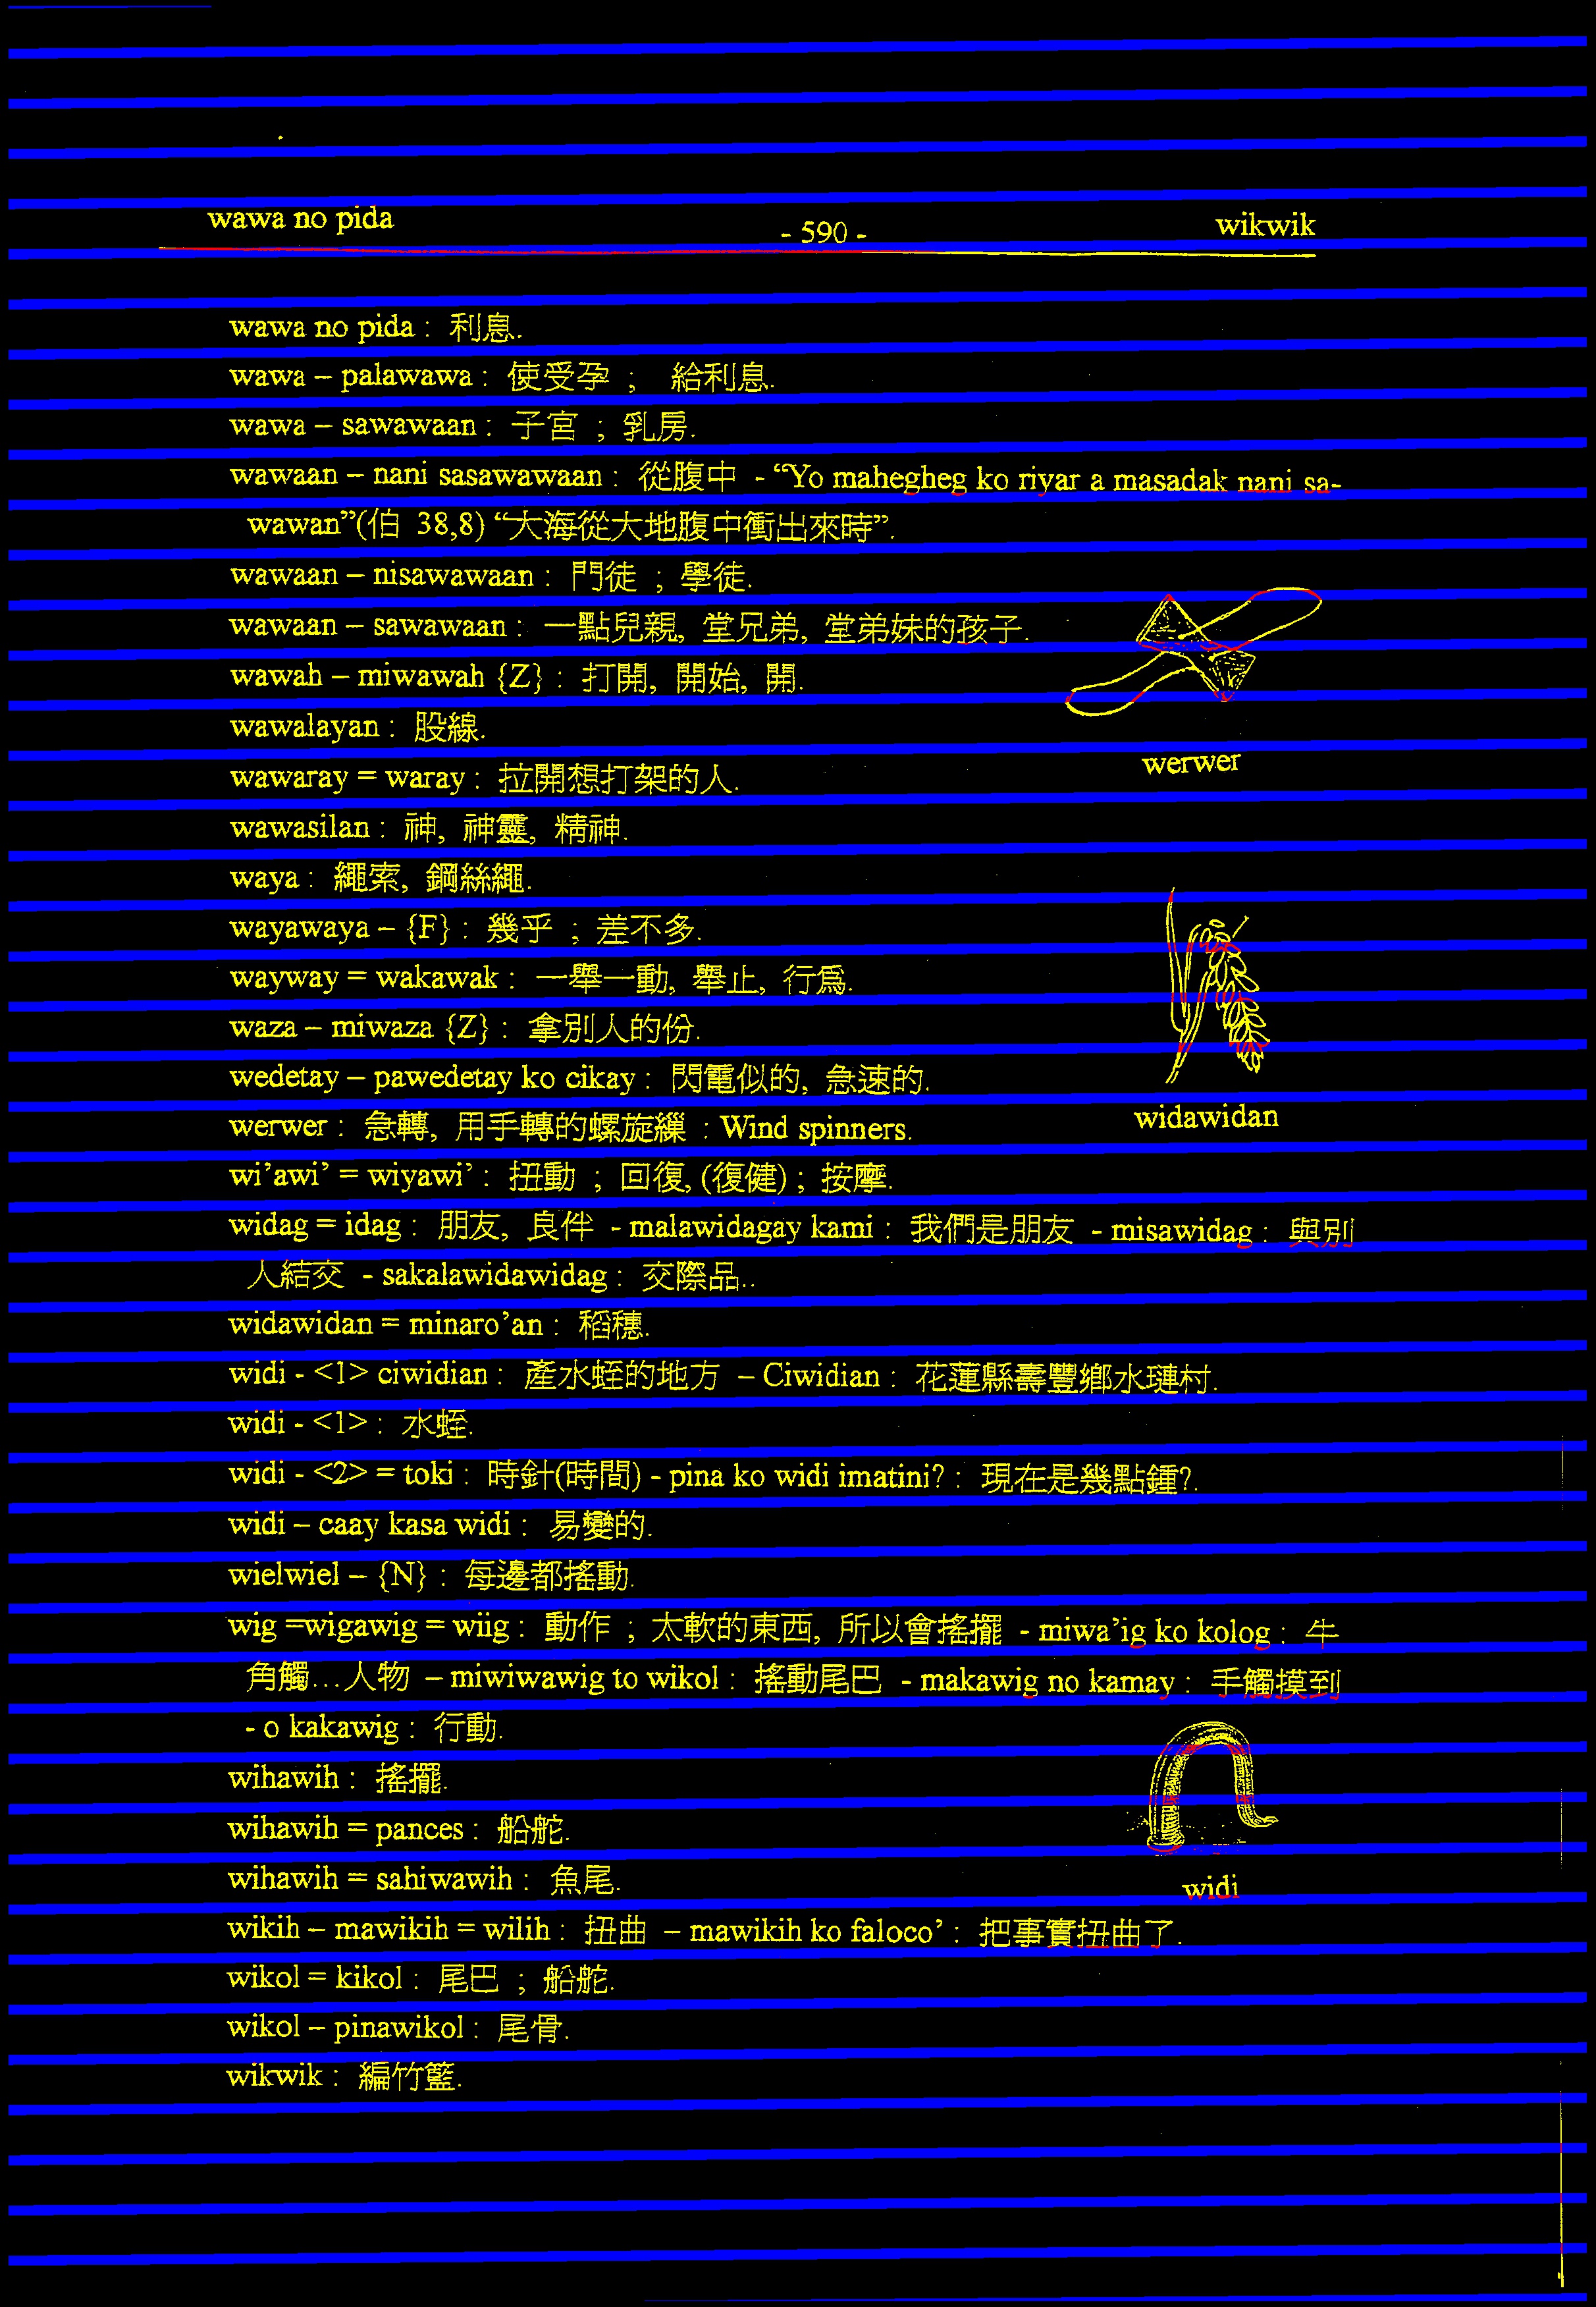 wawa no pida
- 590 -
wikwik
wawa no pida : 利息.
wawa – palawawa : 使受孕 ; 給利息.
wawa – sawawaan : 子宮 ; 乳房.
wawaan – nani sasawawaan : 從腹中 - “Yo mahegheg ko riyar a masadak nani sa-
wawan”(伯 38,8) “大海從大地腹中衝出來時”.
wawaan – nisawawaan : 門徒 ; 學徒.
wawaan – sawawaan : 一點兒親, 堂兄弟, 堂弟妹的孩子.
wawah – miwawah {Z} : 打開, 開始, 開.
wawalayan : 股線.
werwer
wawaray = waray : 拉開想打架的人.
wawasilan : 神, 神靈, 精神.
waya : 繩索, 鋼絲繩.
wayawaya – {F} : 幾乎 ; 差不多.
wayway = wakawak : 一舉一動, 舉止, 行爲.
waza – miwaza {Z} : 拿別人的份.
wedetay – pawedetay ko cikay : 閃電似的, 急速的.
widawidan
werwer : 急轉, 用手轉的螺旋槳 : Wind spinners.
wi’awi’ = wiyawi’ : 扭動 ; 回復, (復健) ; 按摩.
widag = idag : 朋友, 良伴 - malawidagay kami : 我們是朋友 - misawidag : 與別
人結交 - sakalawidawidag : 交際品..
widawidan = minaro’an : 稻穗.
widi - <1> ciwidian : 產水蛭的地方 – Ciwidian : 花蓮縣壽豐鄉水璉村.
widi - <1> : 水蛭.
widi - <2> = toki : 時針(時間) - pina ko widi imatini? : 現在是幾點鍾?.
widi – caay kasa widi : 易變的.
wielwiel – {N} : 每邊都搖動.
wig =wigawig = wiig : 動作 ; 太軟的東西, 所以會搖擺 - miwa’ig ko kolog : 牛
角觸…人物 – miwiwawig to wikol : 搖動尾巴 - makawig no kamay : 手觸摸到
- o kakawig : 行動.
wihawih : 搖擺.
wihawih = pances : 船舵.
wihawih = sahiwawih : 魚尾.
widi
wikih – mawikih = wilih : 扭曲 – mawikih ko faloco’ : 把事實扭曲了.
wikol = kikol : 尾巴 ; 船舵.
wikol – pinawikol : 尾骨.
wikwik : 編竹籃.